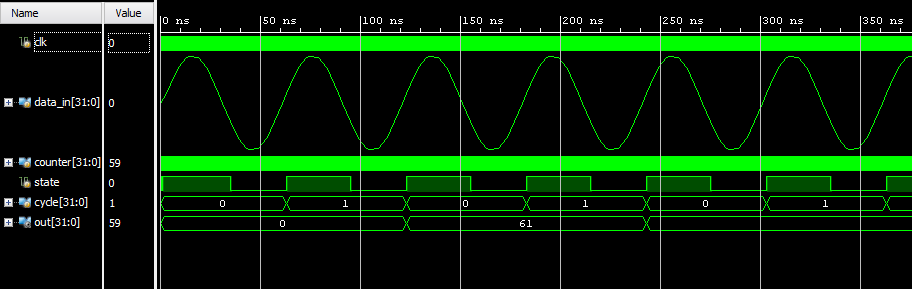 Name Value 0 ns 50 ns 100 ns 150 ns 200 ns 250 ns 300 ns 350 ns
clk 0
data_in[31:0] 0
counter[31:0] 59
state 0
cycle[31:0] 1 0 1 0 1 0 1
out[31:0] 59 0 61